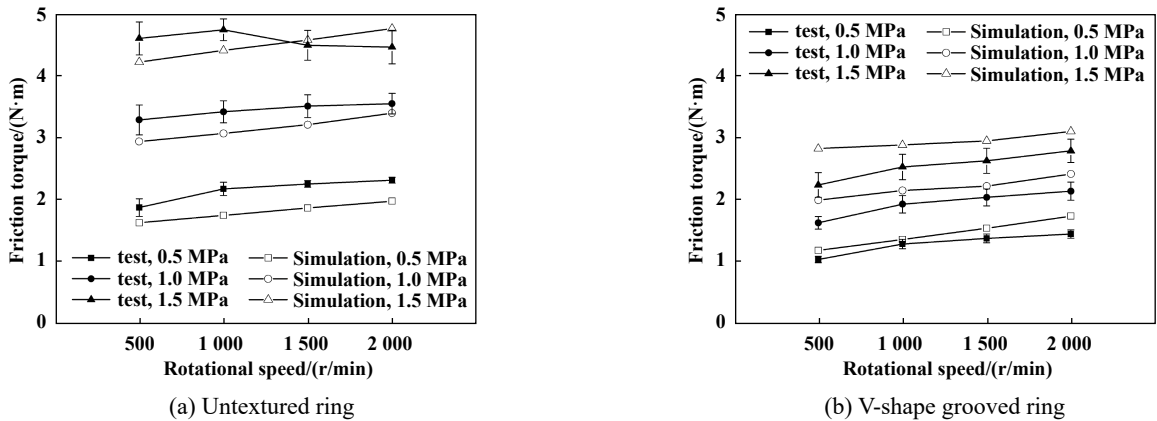 5
4
3
2
1
0
Friction torque/(N·m)
test, 0.5 MPa
Simulation, 0.5 MPa
test, 1.0 MPa
Simulation, 1.0 MPa
test, 1.5 MPa
Simulation, 1.5 MPa
500
1 000
1 500
2 000
Rotational speed/(r/min)
(a) Untextured ring
5
4
3
2
1
0
Friction torque/(N·m)
test, 0.5 MPa
Simulation, 0.5 MPa
test, 1.0 MPa
Simulation, 1.0 MPa
test, 1.5 MPa
Simulation, 1.5 MPa
500
1 000
1 500
2 000
Rotational speed/(r/min)
(b) V-shape grooved ring